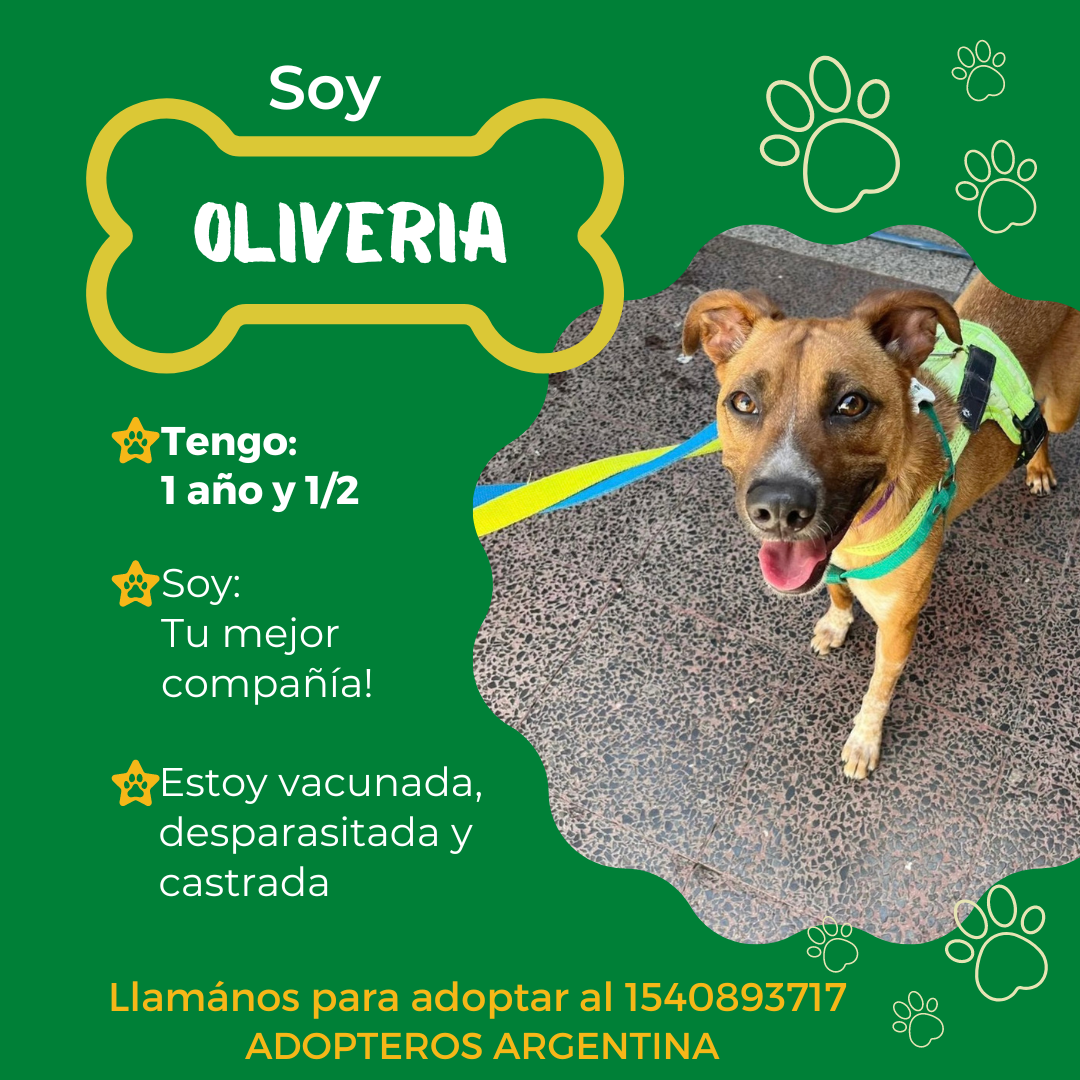 Soy
OLIVERIA
Tengo:
1 año y 1/2
Soy:
Tu mejor
compañía!
Estoy vacunada,
desparasitada y
castrada
Llamános para adoptar al 1540893717
ADOPTEROS ARGENTINA